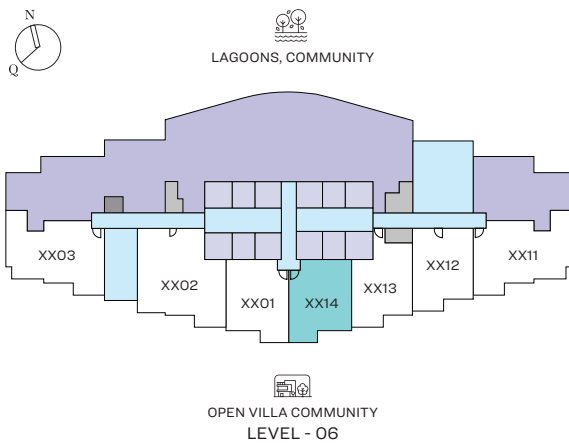 N
Q
LAGOONS, COMMUNITY
XX03
XX02
XX01
XX14
XX13
XX12
XX11
OPEN VILLA COMMUNITY
LEVEL - 06